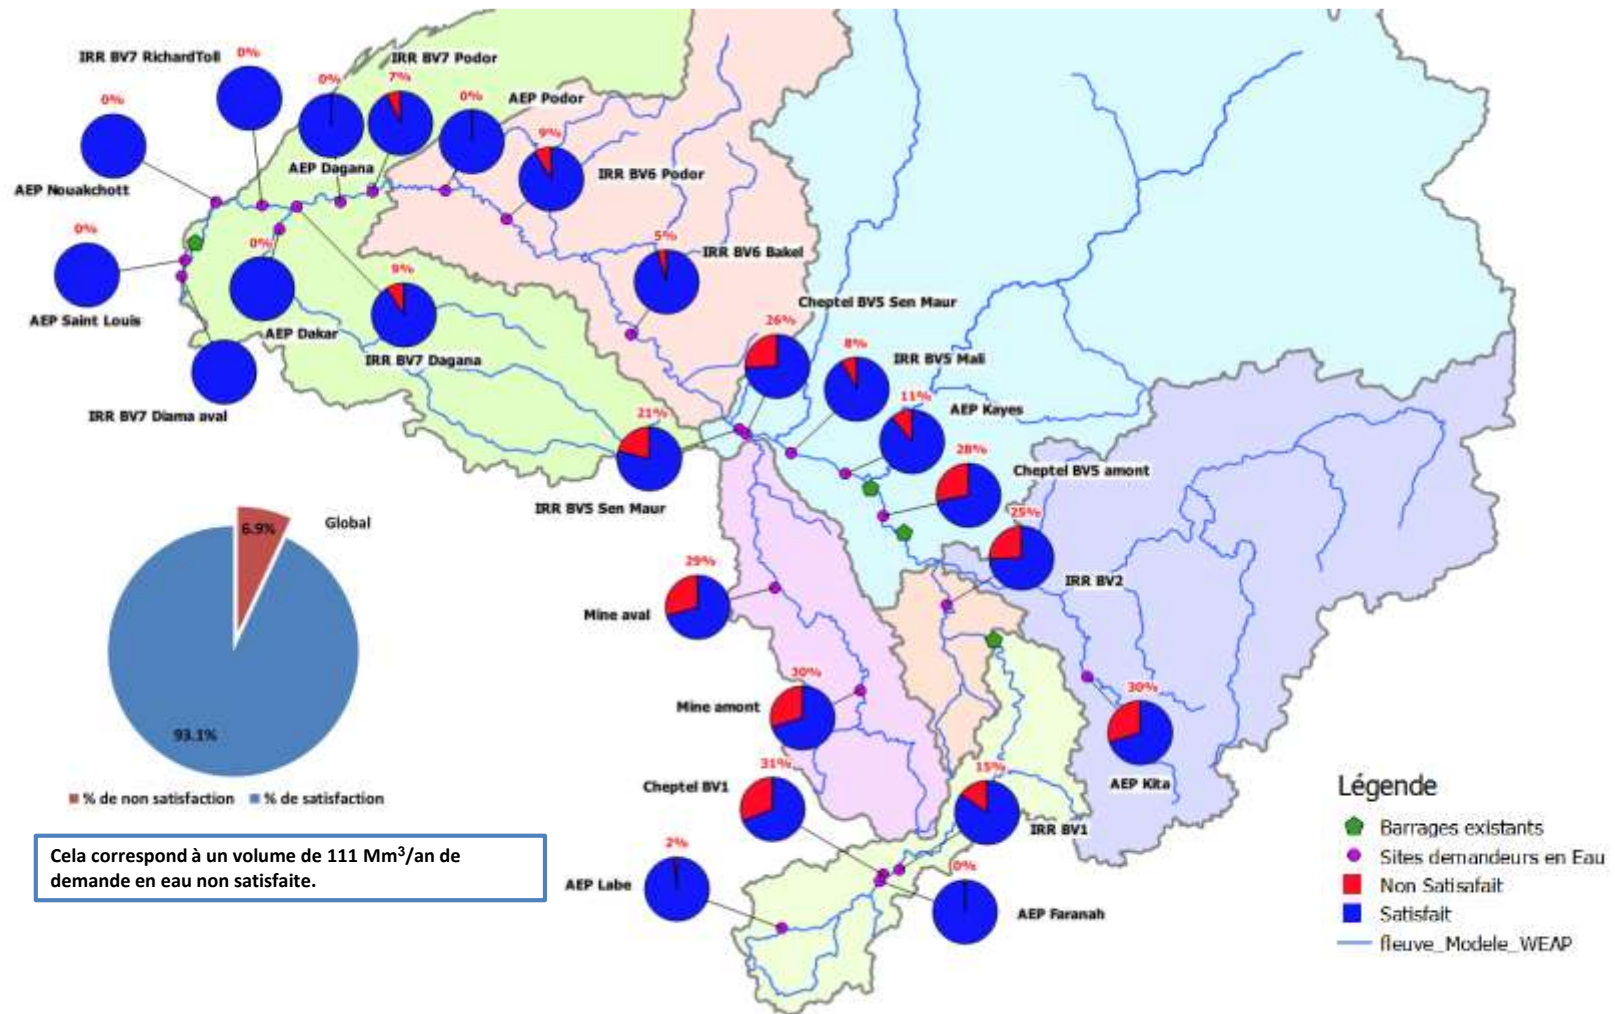 IRR BV7 RichardToll
0%
0%
AEP Nouakchott
0%
AEP Dagana
IRR BV7 Podor
7%
0%
AEP Podor
9%
IRR BV6 Podor
0%
AEP Saint Louis
0%
AEP Dakar
9%
IRR BV7 Dagana
IRR BV7 Diama aval
5%
IRR BV6 Bakel
Cheptel BV5 Sen Maur
26%
8%
IRR BV5 Mali
11%
AEP Kayes
21%
IRR BV5 Sen Maur
28%
Cheptel BV5 amont
25%
IRR BV2
6.9%
Global
93.1%
% de non satisfaction
% de satisfaction
29%
Mine aval
30%
Mine amont
30%
AEP Kita
31%
Cheptel BV1
15%
IRR BV1
2%
AEP Labe
0%
AEP Faranah
Cela correspond à un volume de 111 Mm³/an de
demande en eau non satisfaite.
Légende
Barrages existants
Sites demandeurs en Eau
Non Satisafait
Satisfait
fleuve_Modele_WEAP